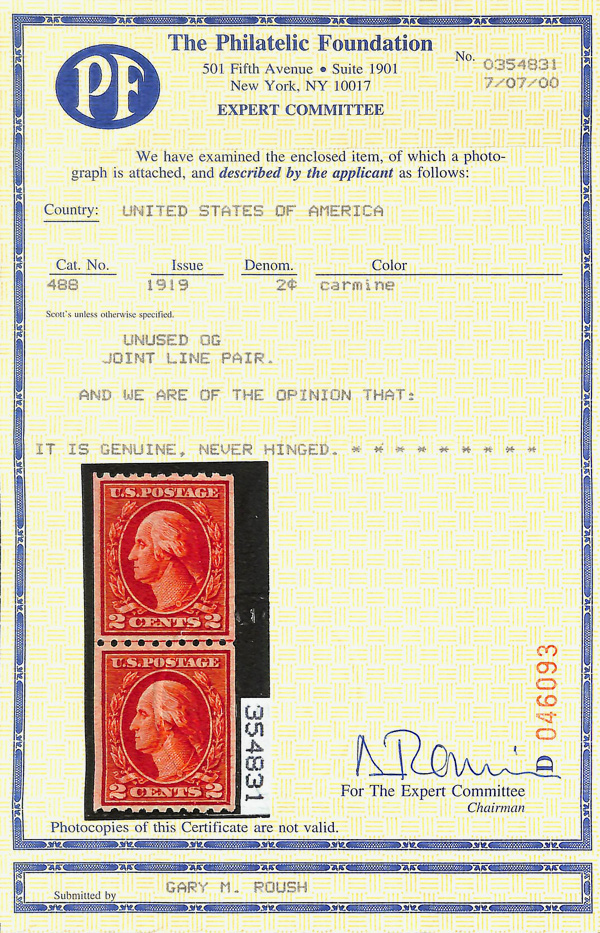 PF
The Philatelic Foundation
501 Fifth Avenue • Suite 1901
New York, NY 10017
EXPERT COMMITTEE
No. 0354831
7/07/00
We have examined the enclosed item, of which a photo-
graph is attached, and described by the applicant as follows:
Country: UNITED STATES OF AMERICA
Cat. No. Issue Denom. Color
488 1919 2¢ carmine
Scott's unless otherwise specified.
UNUSED OG
JOINT LINE PAIR.
AND WE ARE OF THE OPINION THAT:
IT IS GENUINE, NEVER HINGED. * * * * * * * * *
U.S.POSTAGE
2 CENTS 2
U.S.POSTAGE
2 CENTS 2
354831
D 046093
For The Expert Committee
Chairman
Photocopies of this Certificate are not valid.
Submitted by GARY M. ROUSH